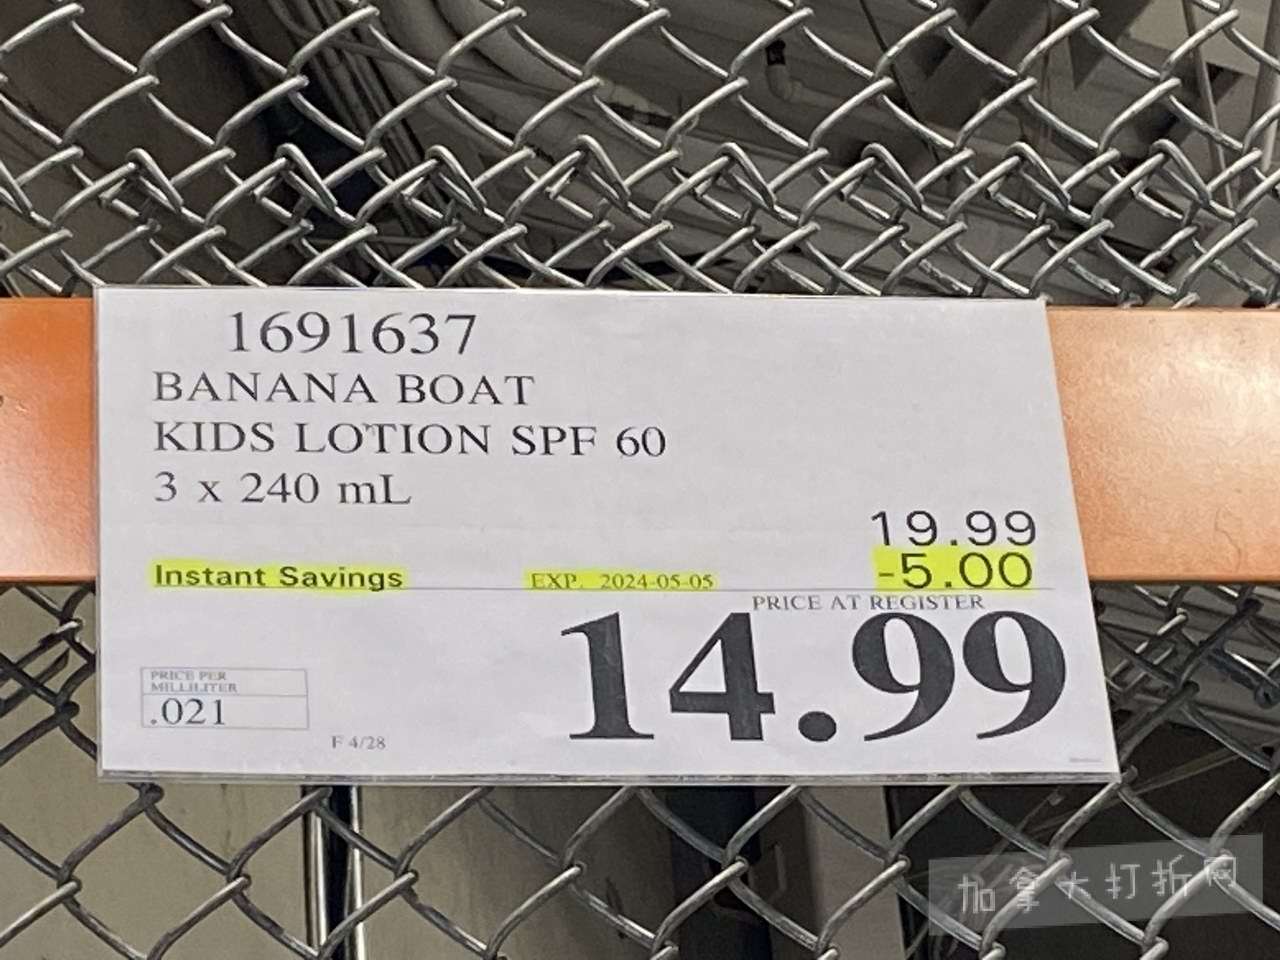 1691637
BANANA BOAT
KIDS LOTION SPF 60
3 x 240 mL
19.99
Instant Savings EXP. 2024-05-05 -5.00
PRICE AT REGISTER
14.99
PRICE PER
MILLILITER
.021
F 4/28
加拿大打折网